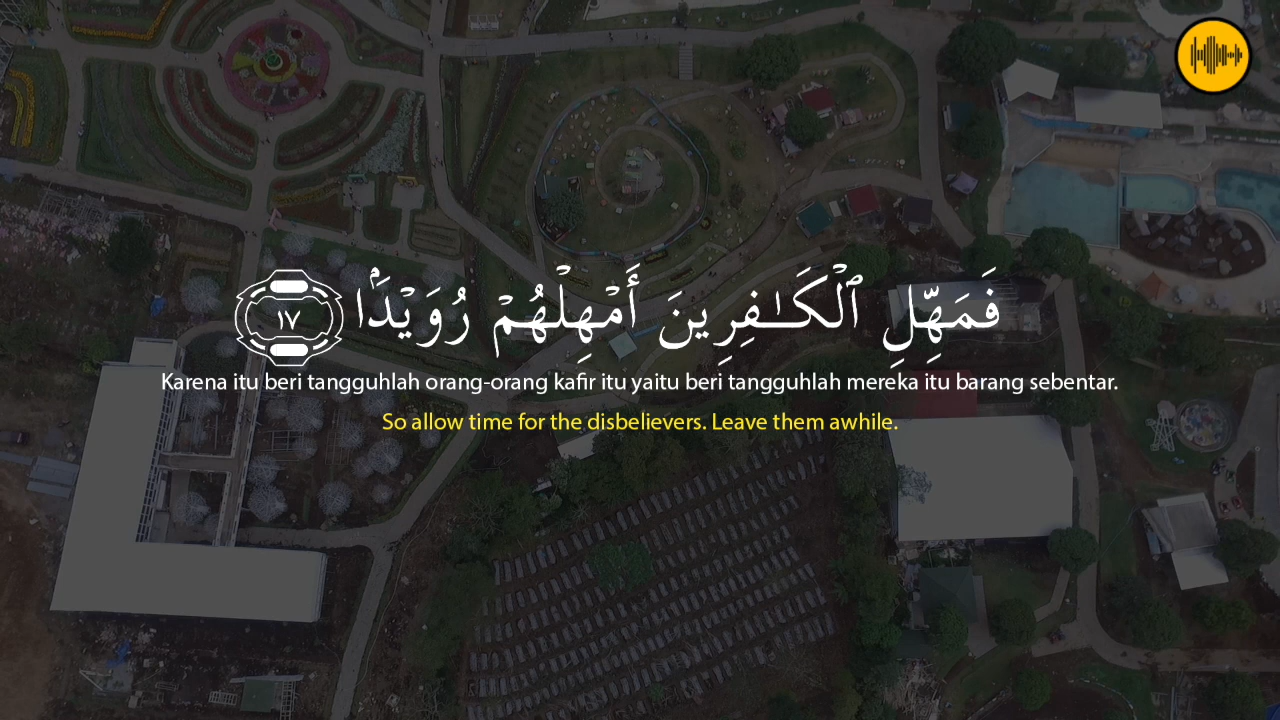 فَمَهِّلِ ٱلْكَـٰفِرِينَ أَمْهِلْهُمْ رُوَيْدًۢا ١٧
Karena itu beri tangguhlah orang-orang kafir itu yaitu beri tangguhlah mereka itu barang sebentar.
So allow time for the disbelievers. Leave them awhile.